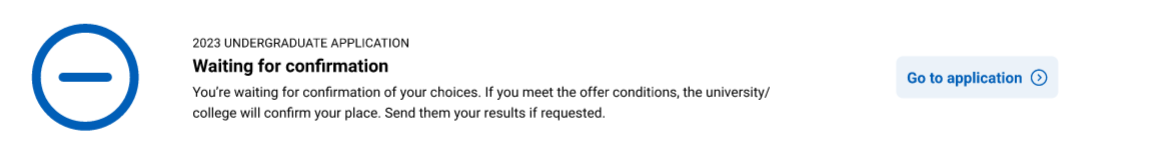 2023 UNDERGRADUATE APPLICATION
Waiting for confirmation
You’re waiting for confirmation of your choices. If you meet the offer conditions, the university/
college will confirm your place. Send them your results if requested.
Go to application